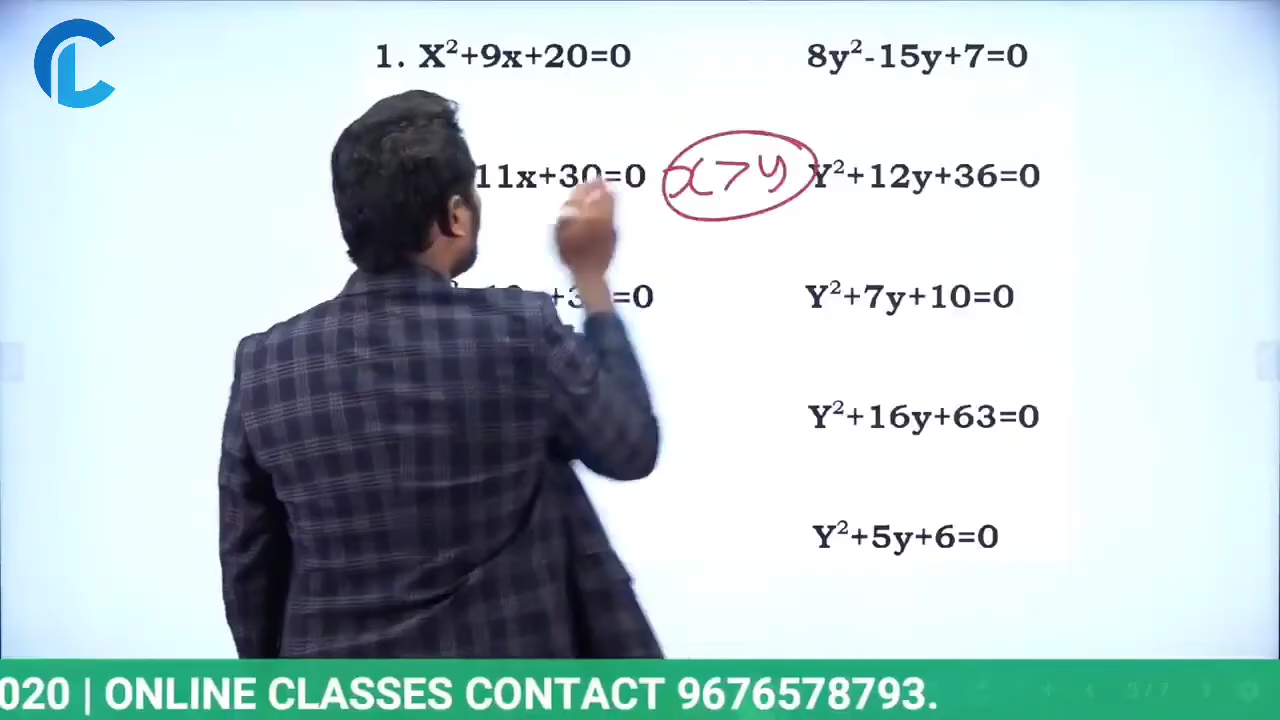 1. X²+9x+20=0 8y²-15y+7=0
11x+30=0 x>y Y²+12y+36=0
=0 Y²+7y+10=0
Y²+16y+63=0
Y²+5y+6=0
020 | ONLINE CLASSES CONTACT 9676578793.